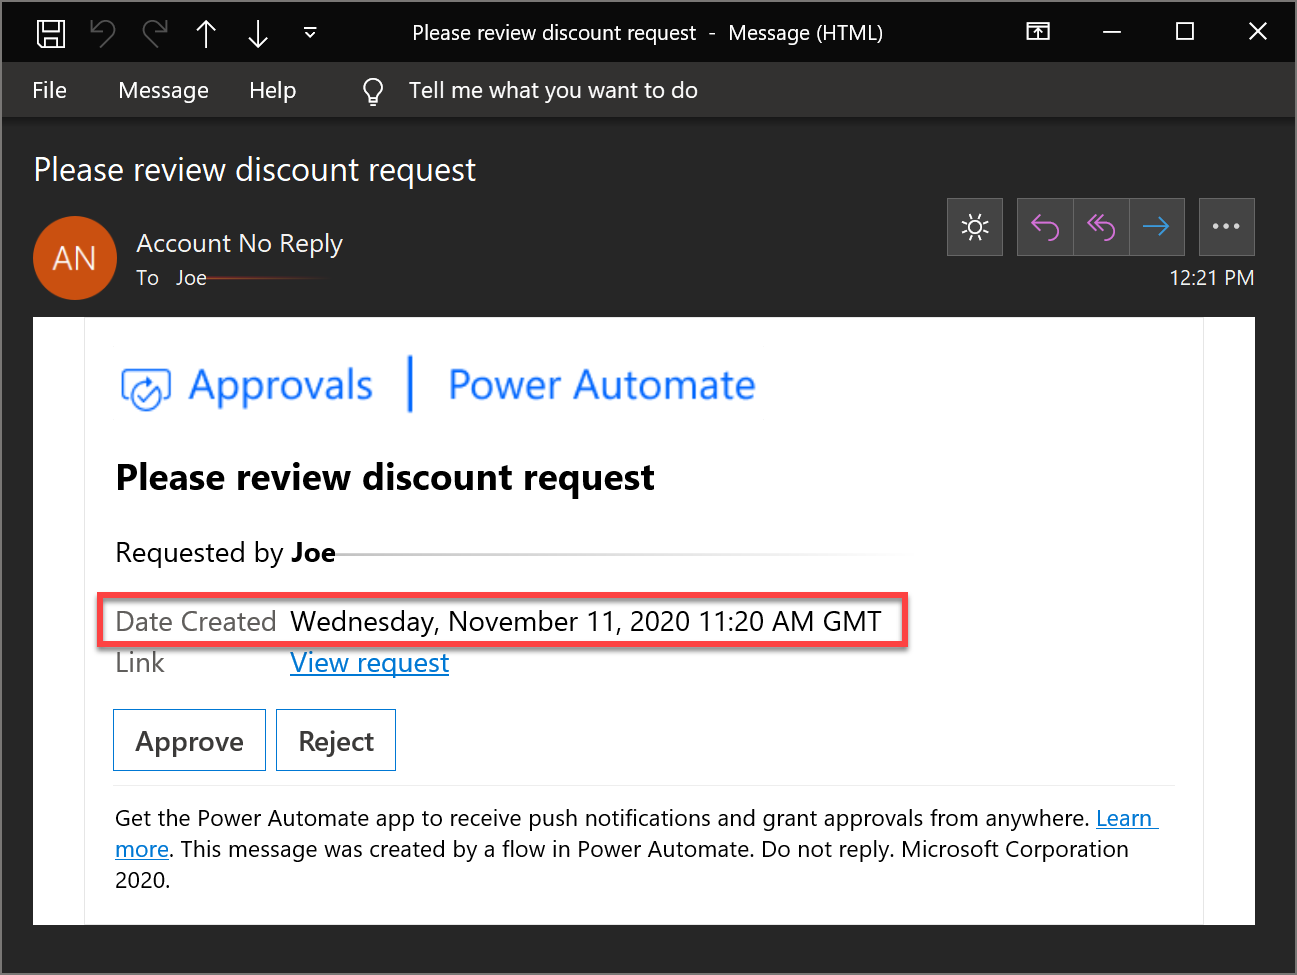 Please review discount request - Message (HTML)
File Message Help Tell me what you want to do
Please review discount request
AN
Account No Reply
To Joe
12:21 PM
Approvals | Power Automate
Please review discount request
Requested by Joe
Date Created Wednesday, November 11, 2020 11:20 AM GMT
Link View request
Approve Reject
Get the Power Automate app to receive push notifications and grant approvals from anywhere. Learn
more. This message was created by a flow in Power Automate. Do not reply. Microsoft Corporation
2020.